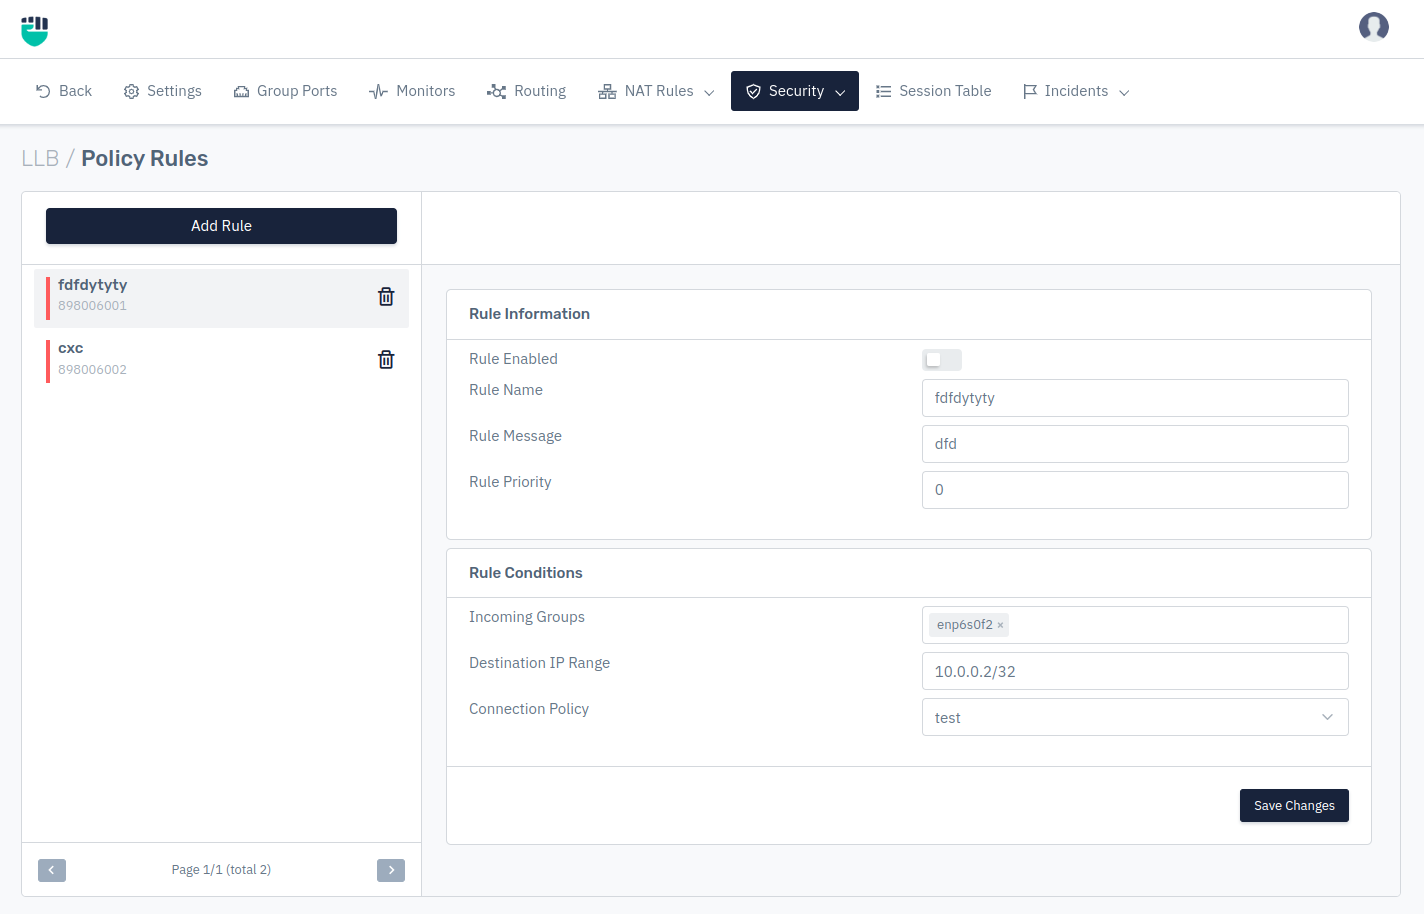 Back Settings Group Ports Monitors Routing NAT Rules Security Session Table Incidents
LLB / Policy Rules
Add Rule
fdfdytyty
898006001
cxc
898006002
Page 1/1 (total 2)
Rule Information
Rule Enabled
Rule Name fdfdytyty
Rule Message dfd
Rule Priority 0
Rule Conditions
Incoming Groups enp6s0f2 ×
Destination IP Range 10.0.0.2/32
Connection Policy test
Save Changes